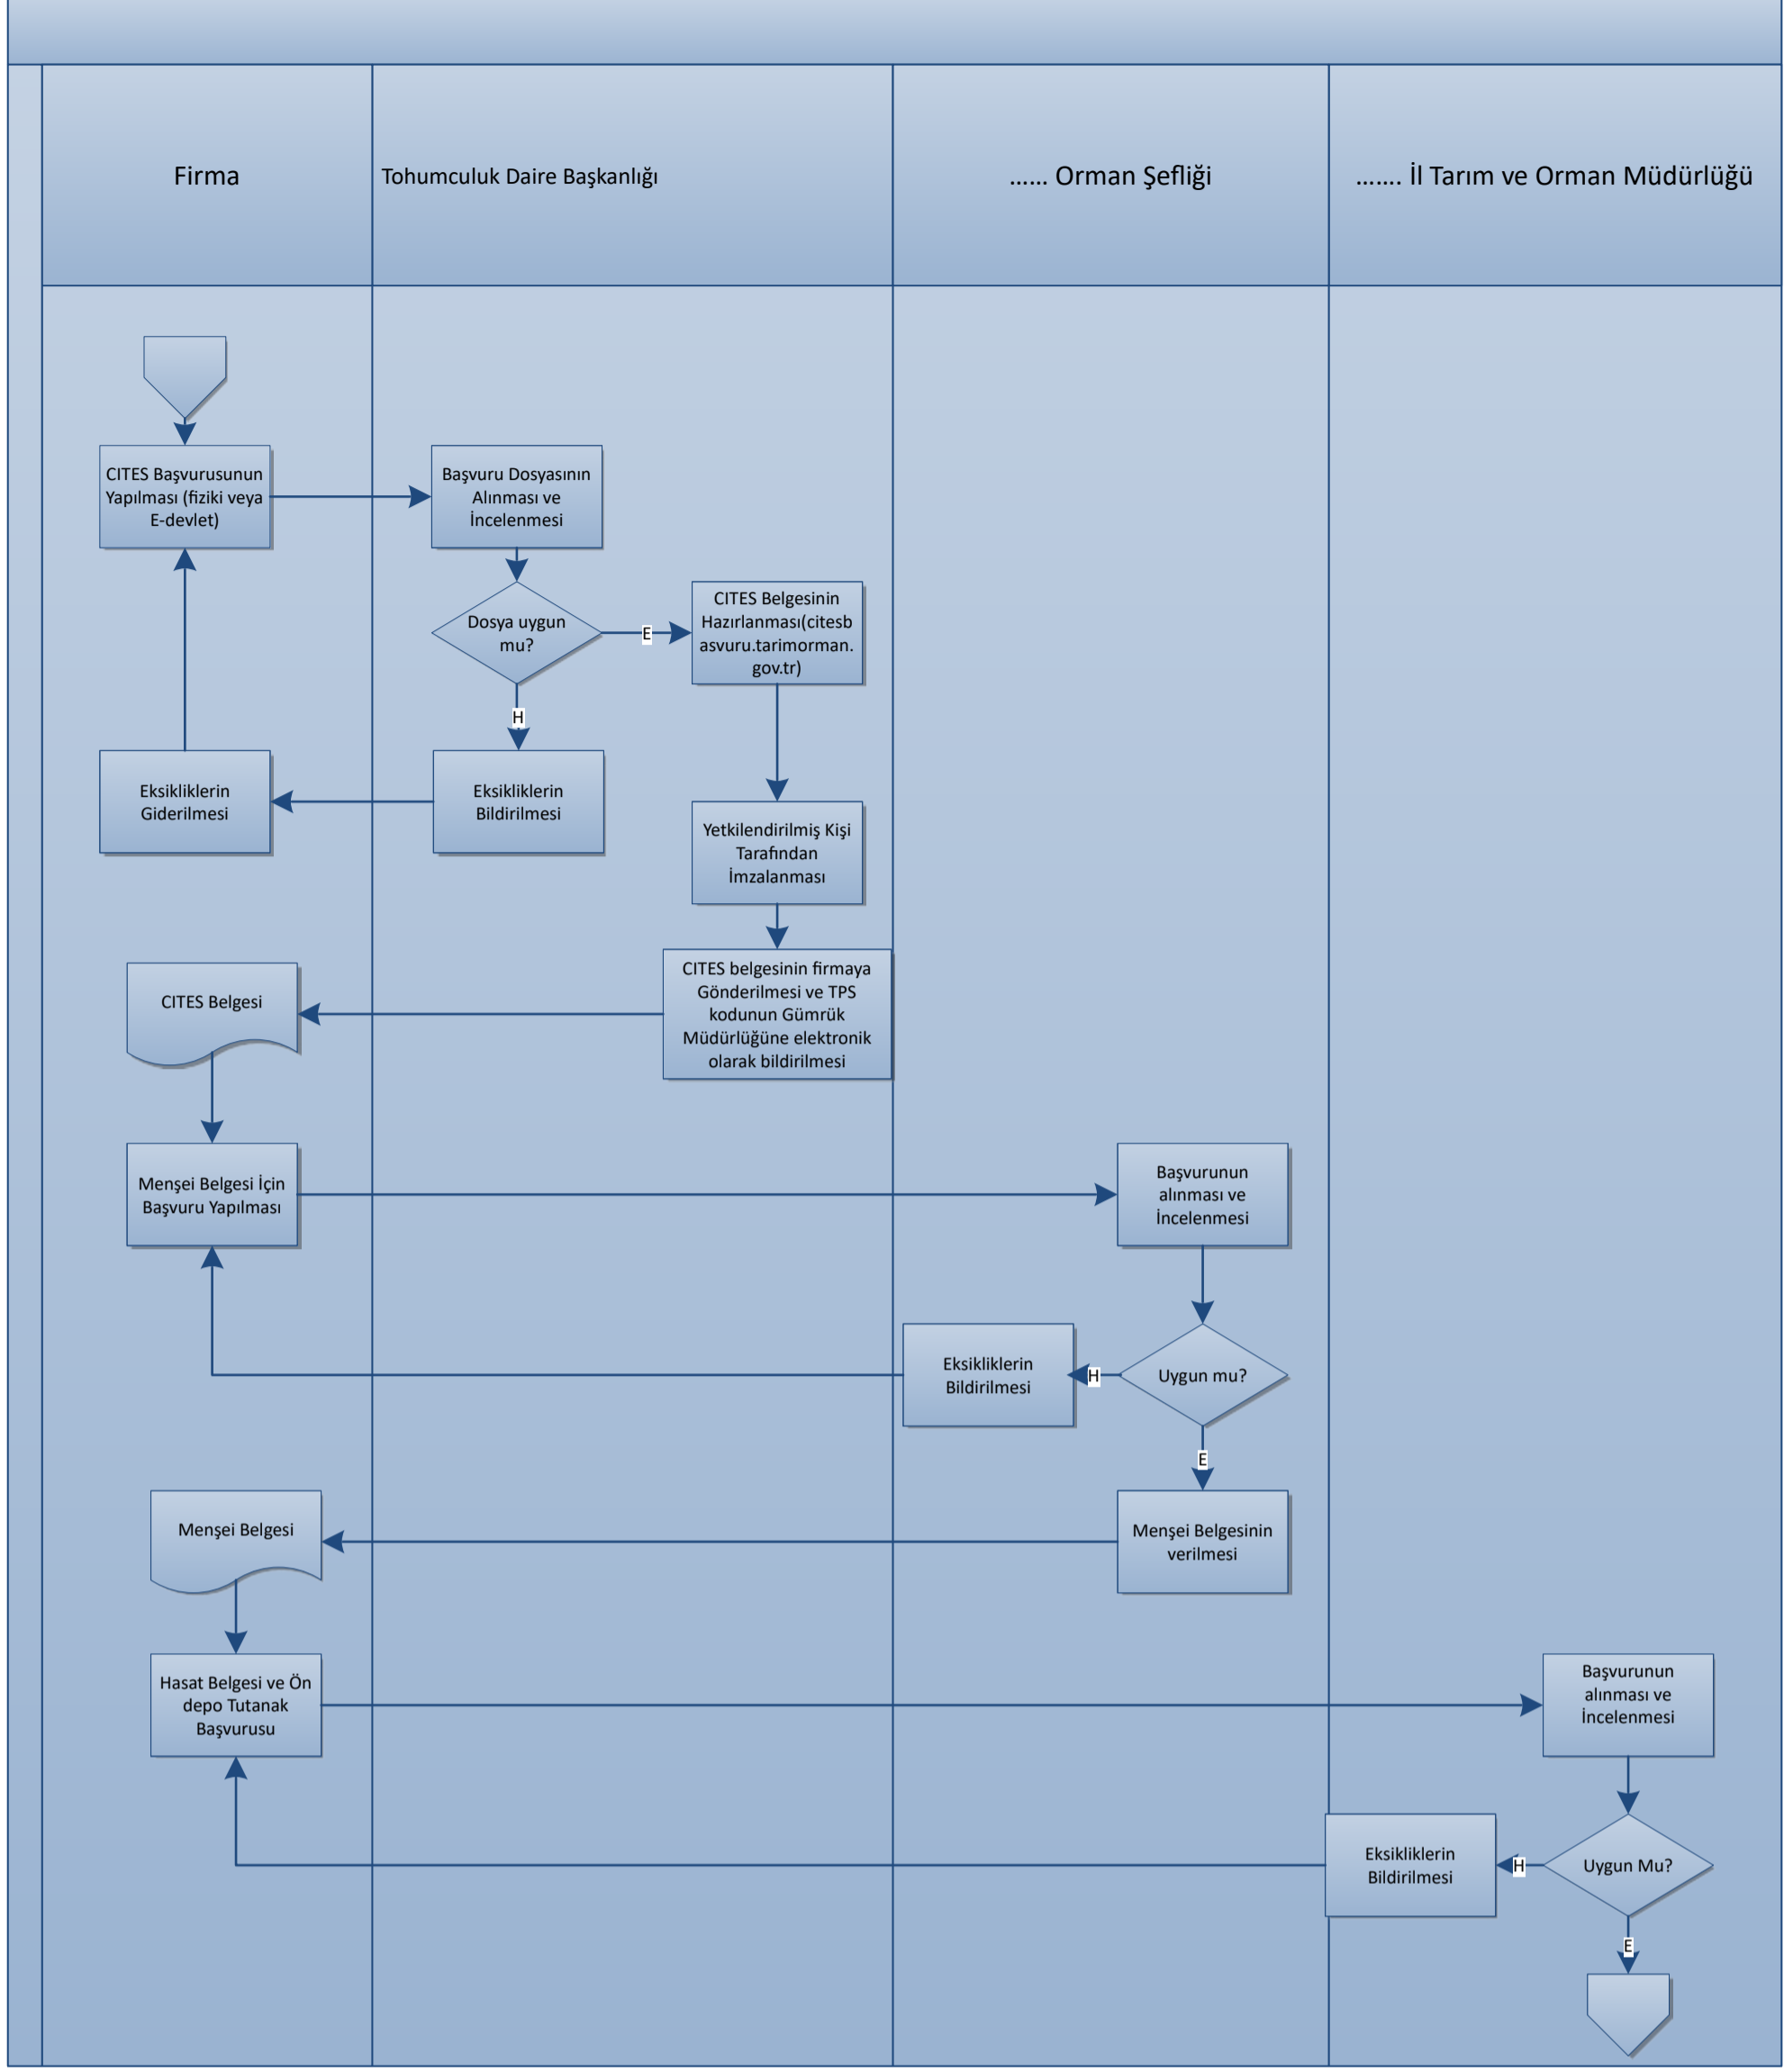 Firma
Tohumculuk Daire Başkanlığı
...... Orman Şefliği
....... İl Tarım ve Orman Müdürlüğü
CITES Başvurusunun
Yapılması (fiziki veya
E-devlet)
Başvuru Dosyasının
Alınması ve
İncelenmesi
Dosya uygun
mu?
E
CITES Belgesinin
Hazırlanması(citesb
asvuru.tarimorman.
gov.tr)
H
Eksikliklerin
Giderilmesi
Eksikliklerin
Bildirilmesi
Yetkilendirilmiş Kişi
Tarafından
İmzalanması
CITES Belgesi
CITES belgesinin firmaya
Gönderilmesi ve TPS
kodunun Gümrük
Müdürlüğüne elektronik
olarak bildirilmesi
Menşei Belgesi İçin
Başvuru Yapılması
Başvurunun
alınması ve
İncelenmesi
Eksikliklerin
Bildirilmesi
H
Uygun mu?
E
Menşei Belgesi
Menşei Belgesinin
verilmesi
Hasat Belgesi ve Ön
depo Tutanak
Başvurusu
Başvurunun
alınması ve
İncelenmesi
Eksikliklerin
Bildirilmesi
H
Uygun Mu?
E